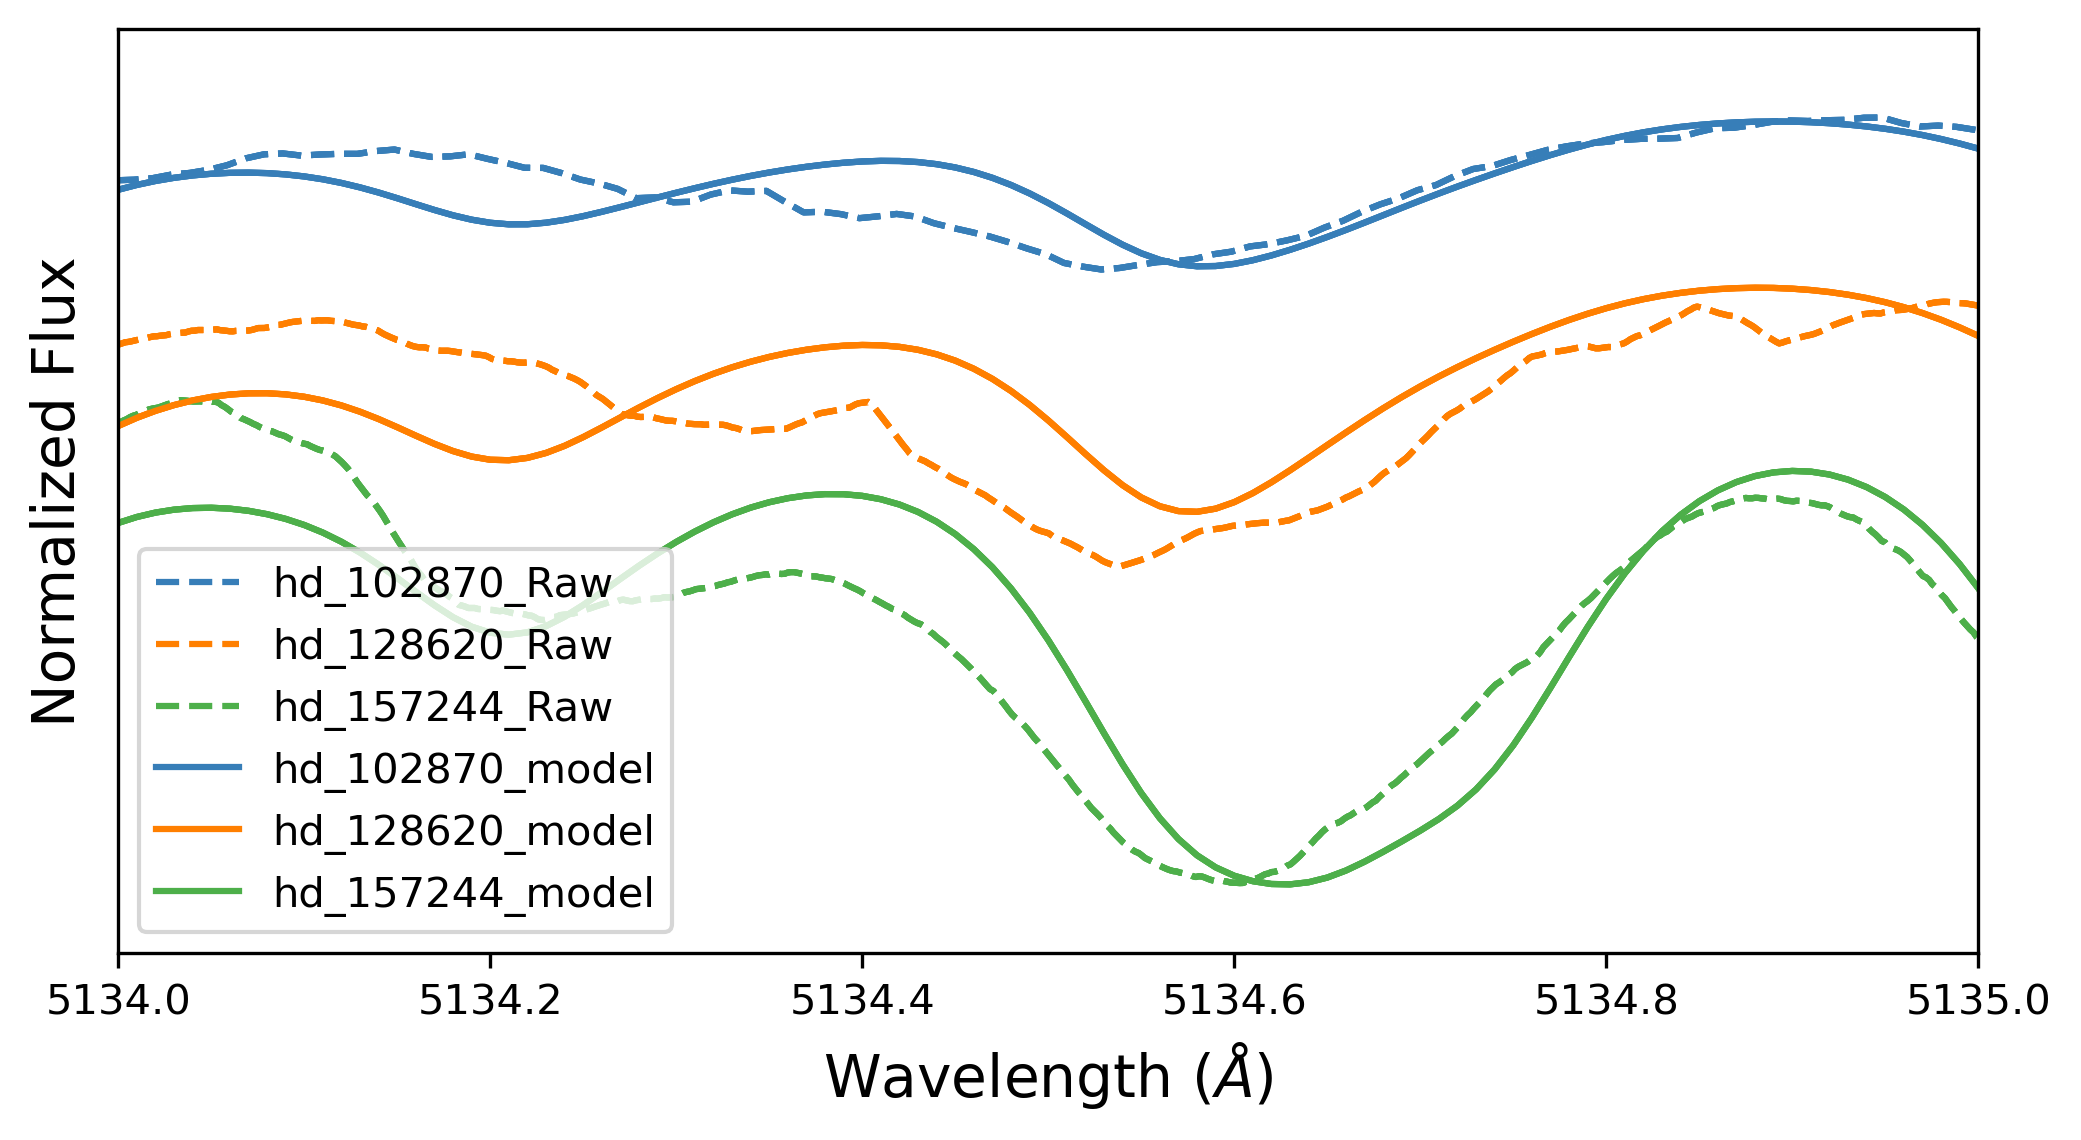 Normalized Flux
hd_102870_Raw
hd_128620_Raw
hd_157244_Raw
hd_102870_model
hd_128620_model
hd_157244_model
5134.0 5134.2 5134.4 5134.6 5134.8 5135.0
Wavelength (Å)